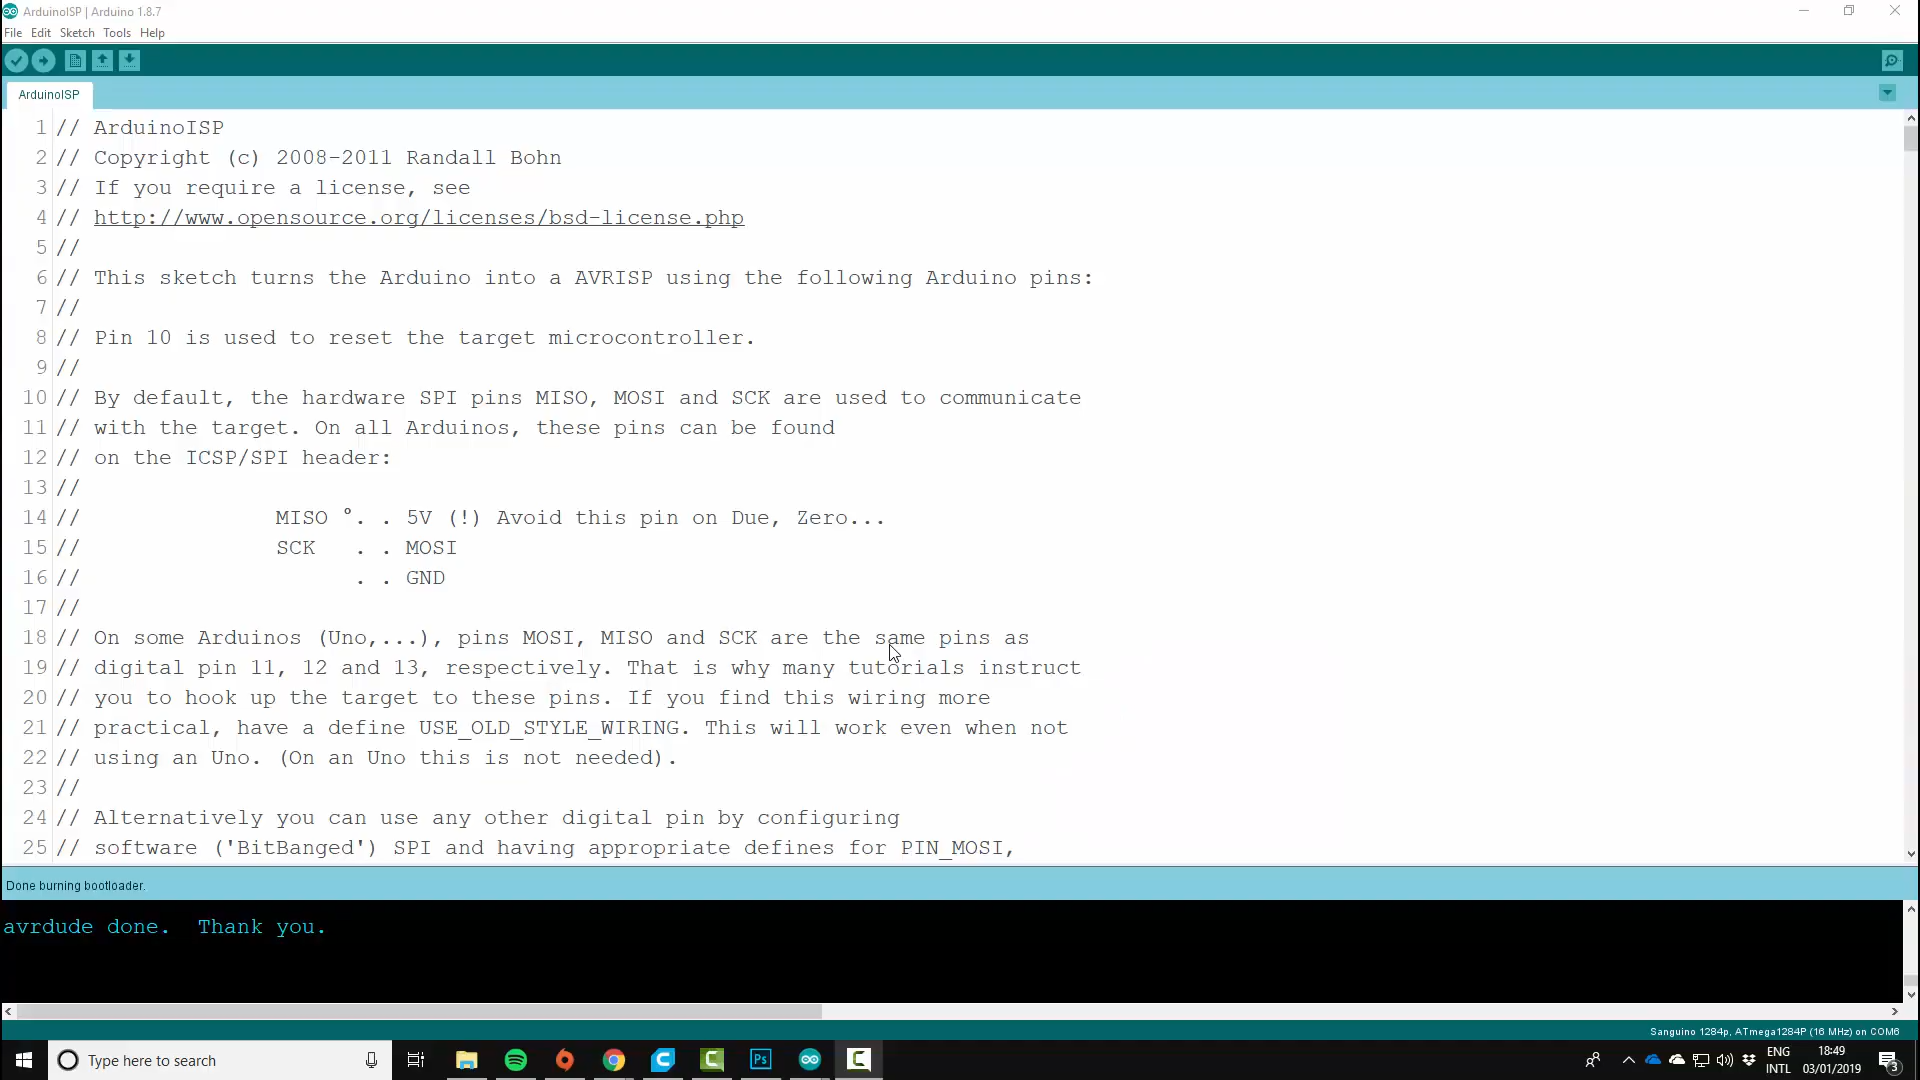 ArduinoISP | Arduino 1.8.7
File Edit Sketch Tools Help
ArduinoISP
1 // ArduinoISP
2 // Copyright (c) 2008-2011 Randall Bohn
3 // If you require a license, see
4 // http://www.opensource.org/licenses/bsd-license.php
5 //
6 // This sketch turns the Arduino into a AVRISP using the following Arduino pins:
7 //
8 // Pin 10 is used to reset the target microcontroller.
9 //
10 // By default, the hardware SPI pins MISO, MOSI and SCK are used to communicate
11 // with the target. On all Arduinos, these pins can be found
12 // on the ICSP/SPI header:
13 //
14 // MISO °. . 5V (!) Avoid this pin on Due, Zero...
15 // SCK . . MOSI
16 // . . GND
17 //
18 // On some Arduinos (Uno,...), pins MOSI, MISO and SCK are the same pins as
19 // digital pin 11, 12 and 13, respectively. That is why many tutorials instruct
20 // you to hook up the target to these pins. If you find this wiring more
21 // practical, have a define USE_OLD_STYLE_WIRING. This will work even when not
22 // using an Uno. (On an Uno this is not needed).
23 //
24 // Alternatively you can use any other digital pin by configuring
25 // software ('BitBanged') SPI and having appropriate defines for PIN_MOSI,
Done burning bootloader.
avrdude done.  Thank you.
Sanguino 1284p, ATmega1284P (16 MHz) on COM6
Type here to search
Ps
ENG
INTL
18:49
03/01/2019
3